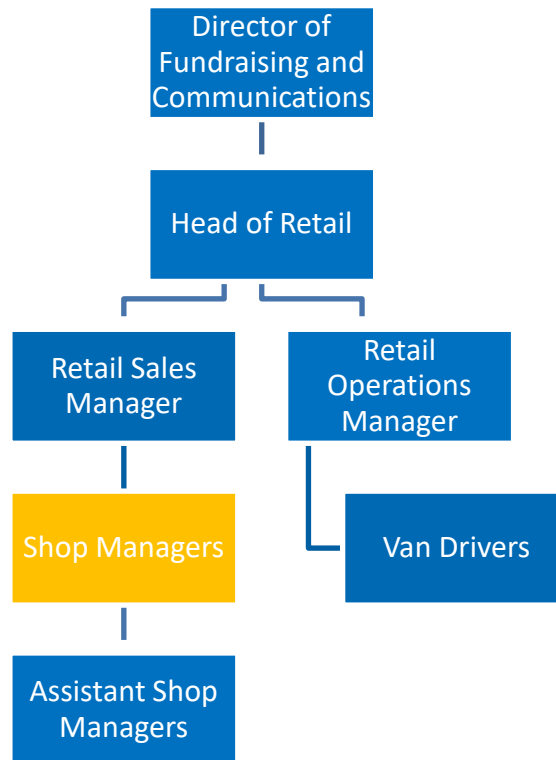 Director of
Fundraising and
Communications
Head of Retail
Retail Sales
Manager
Retail
Operations
Manager
Shop Managers
Van Drivers
Assistant Shop
Managers